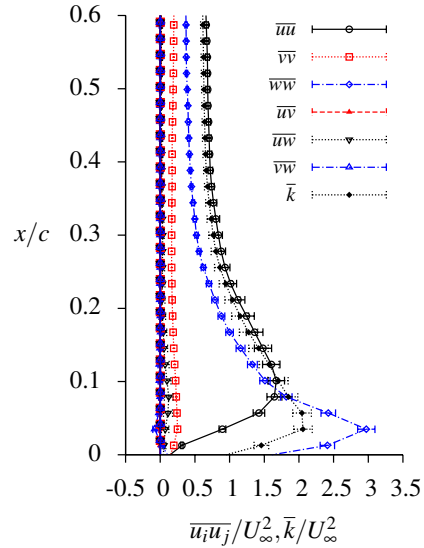 0.6
0.5
0.4
0.3
0.2
0.1
0
x/c
-0.5 0 0.5 1 1.5 2 2.5 3 3.5
$\overline{u_i u_j}/U_\infty^2, \overline{k}/U_\infty^2$
$\overline{uu}$
$\overline{vv}$
$\overline{ww}$
$\overline{uv}$
$\overline{uw}$
$\overline{vw}$
$\overline{k}$